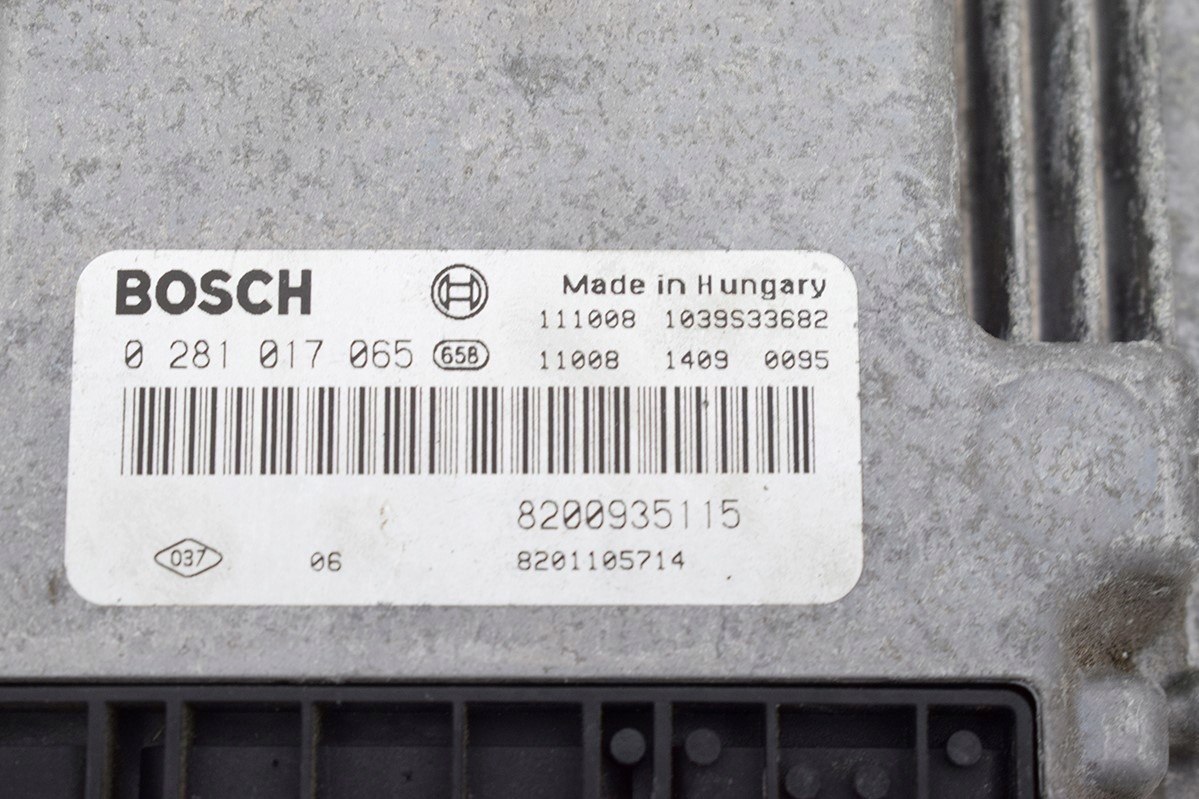 BOSCH
Made in Hungary
111008 1039S33682
0 281 017 065 658
11008 1409 0095
8200935115
037 06 8201105714